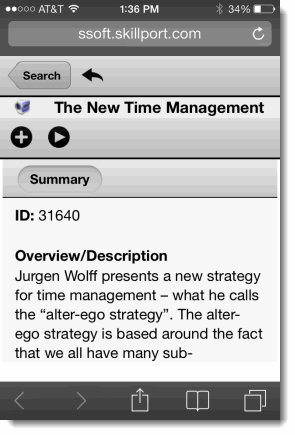 AT&T 1:36 PM 34%
ssoft.skillport.com
Search
The New Time Management
Summary
ID: 31640
Overview/Description
Jurgen Wolff presents a new strategy
for time management – what he calls
the “alter-ego strategy”. The alter-
ego strategy is based around the fact
that we all have many sub-